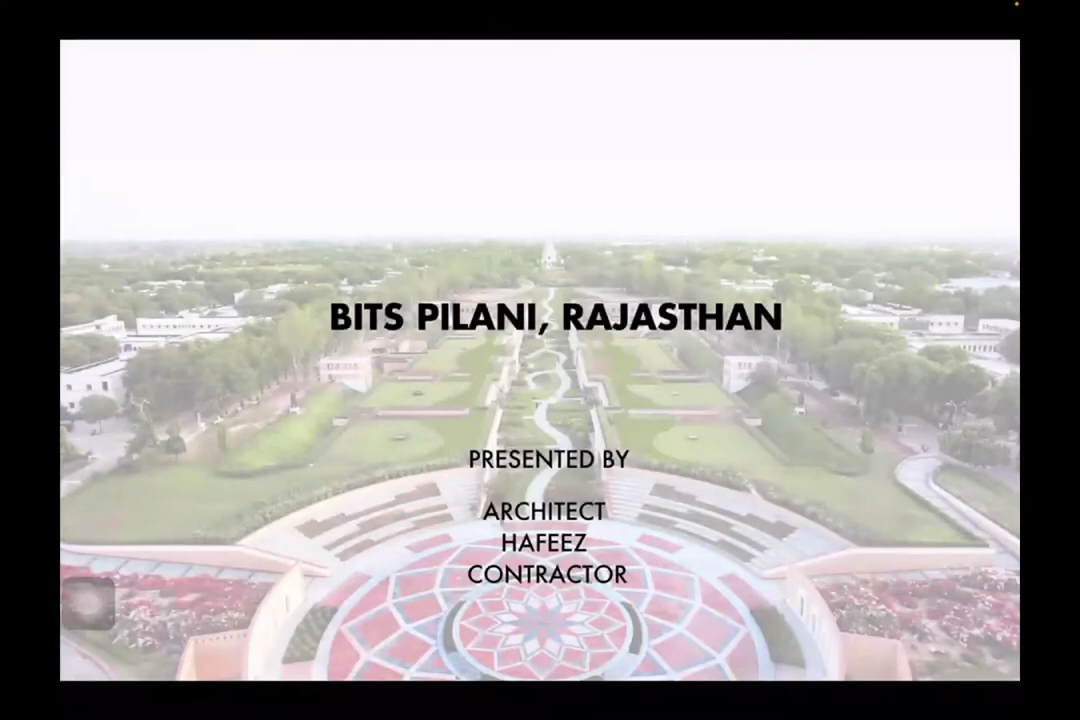 BITS PILANI, RAJASTHAN
PRESENTED BY
ARCHITECT
HAFEEZ
CONTRACTOR